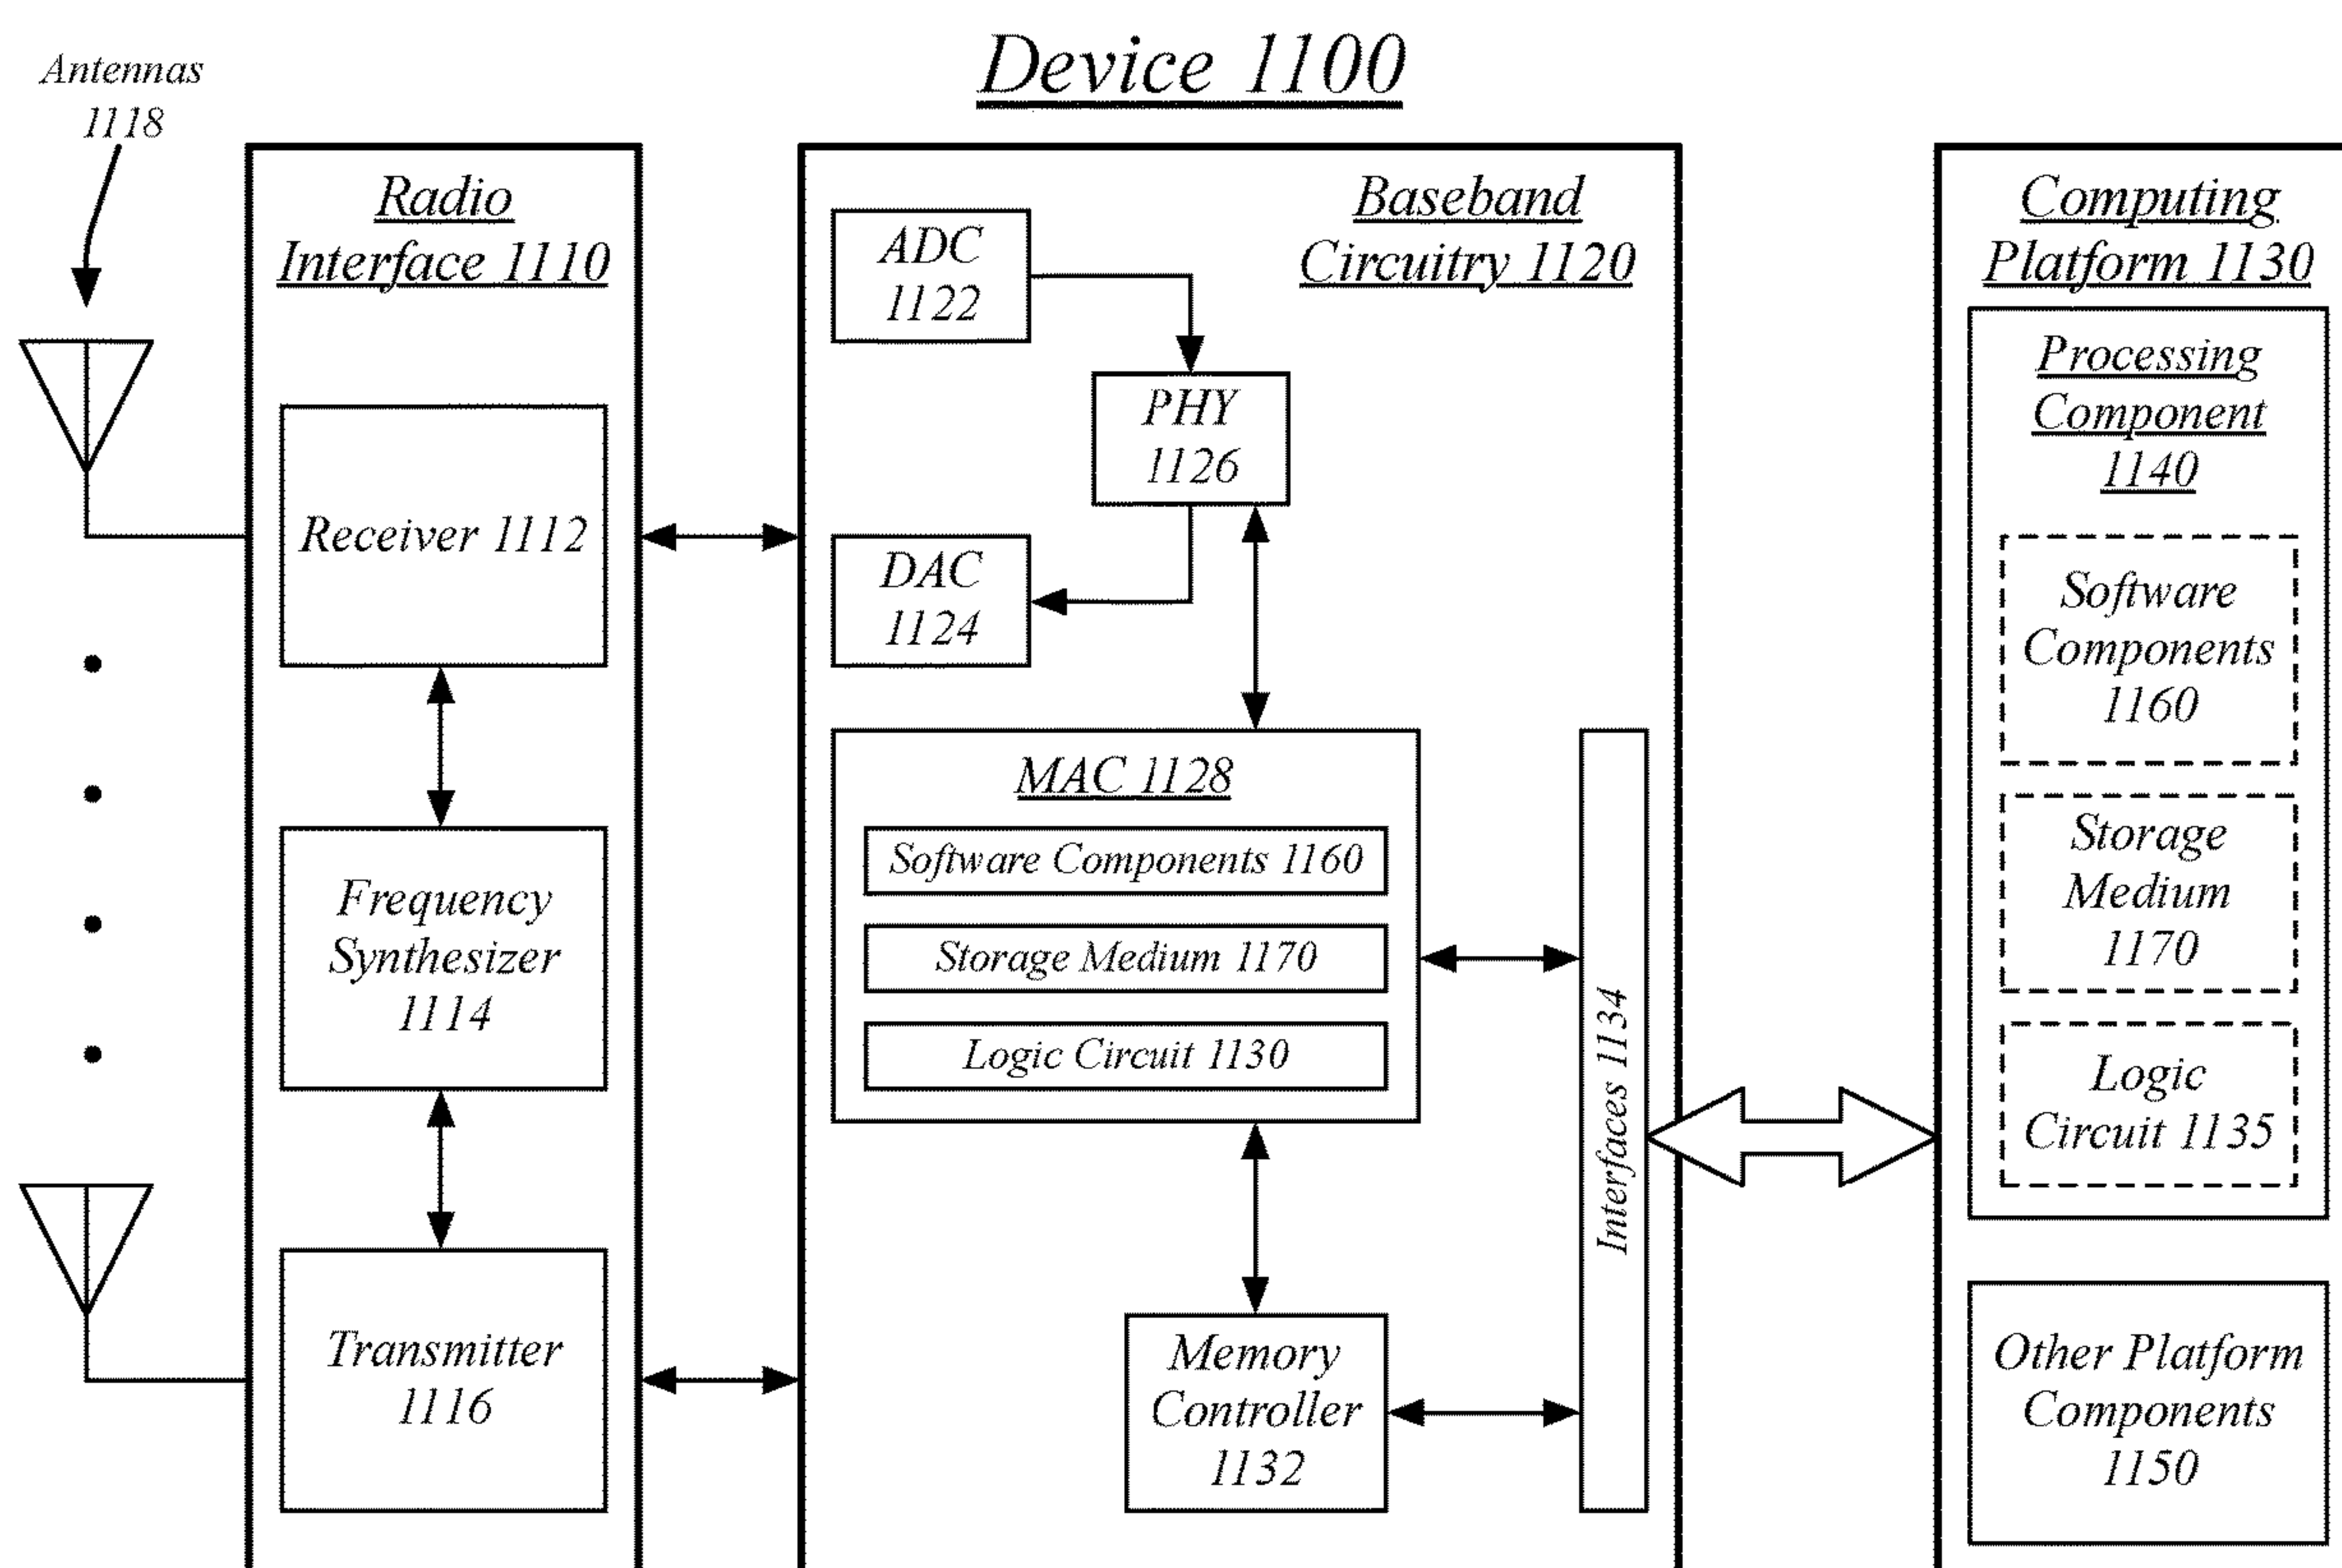 Device 1100
Antennas
1118
Radio
Interface 1110
Receiver 1112
Frequency
Synthesizer
1114
Transmitter
1116
Baseband
Circuitry 1120
ADC
1122
PHY
1126
DAC
1124
MAC 1128
Software Components 1160
Storage Medium 1170
Logic Circuit 1130
Memory
Controller
1132
Interfaces 1134
Computing
Platform 1130
Processing
Component
1140
Software
Components
1160
Storage
Medium
1170
Logic
Circuit 1135
Other Platform
Components
1150